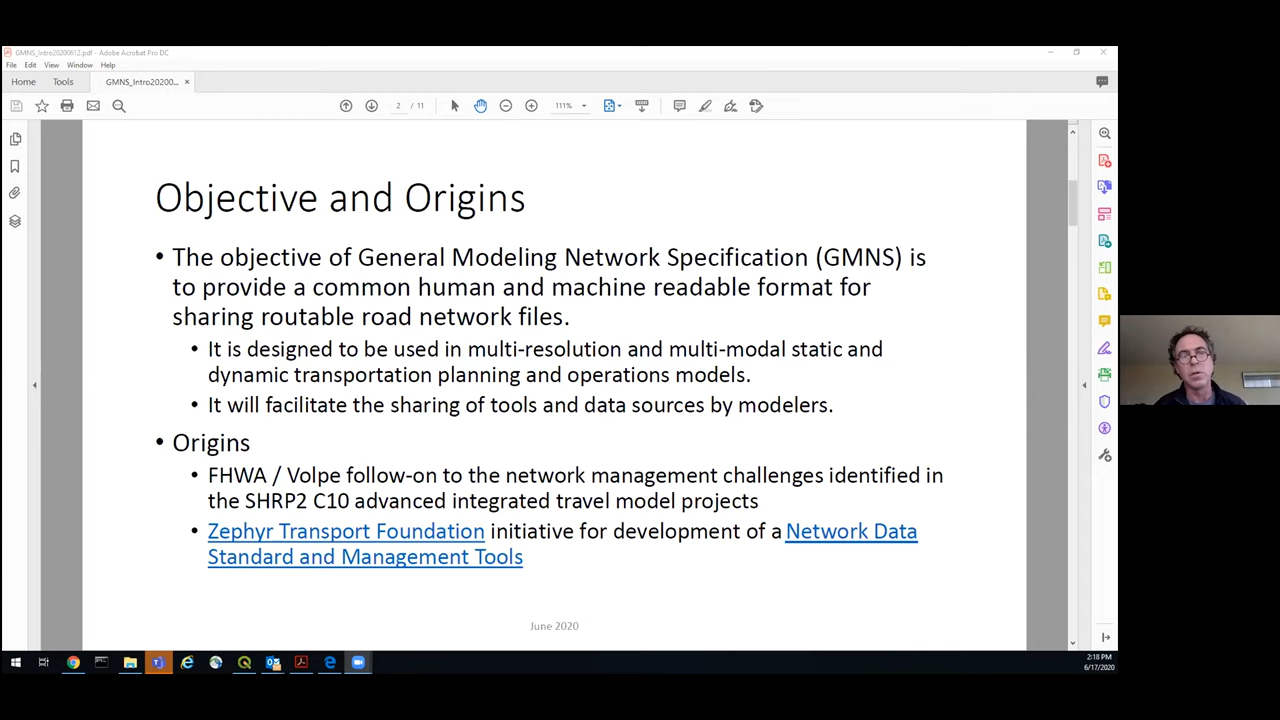 GMNS_Intro20200612.pdf - Adobe Acrobat Pro DC
File Edit View Window Help
Home Tools GMNS_Intro20200... ×
2 / 11 111%
Objective and Origins
• The objective of General Modeling Network Specification (GMNS) is
to provide a common human and machine readable format for
sharing routable road network files.
• It is designed to be used in multi-resolution and multi-modal static and
dynamic transportation planning and operations models.
• It will facilitate the sharing of tools and data sources by modelers.
• Origins
• FHWA / Volpe follow-on to the network management challenges identified in
the SHRP2 C10 advanced integrated travel model projects
• Zephyr Transport Foundation initiative for development of a Network Data
Standard and Management Tools
June 2020
2:18 PM
6/17/2020